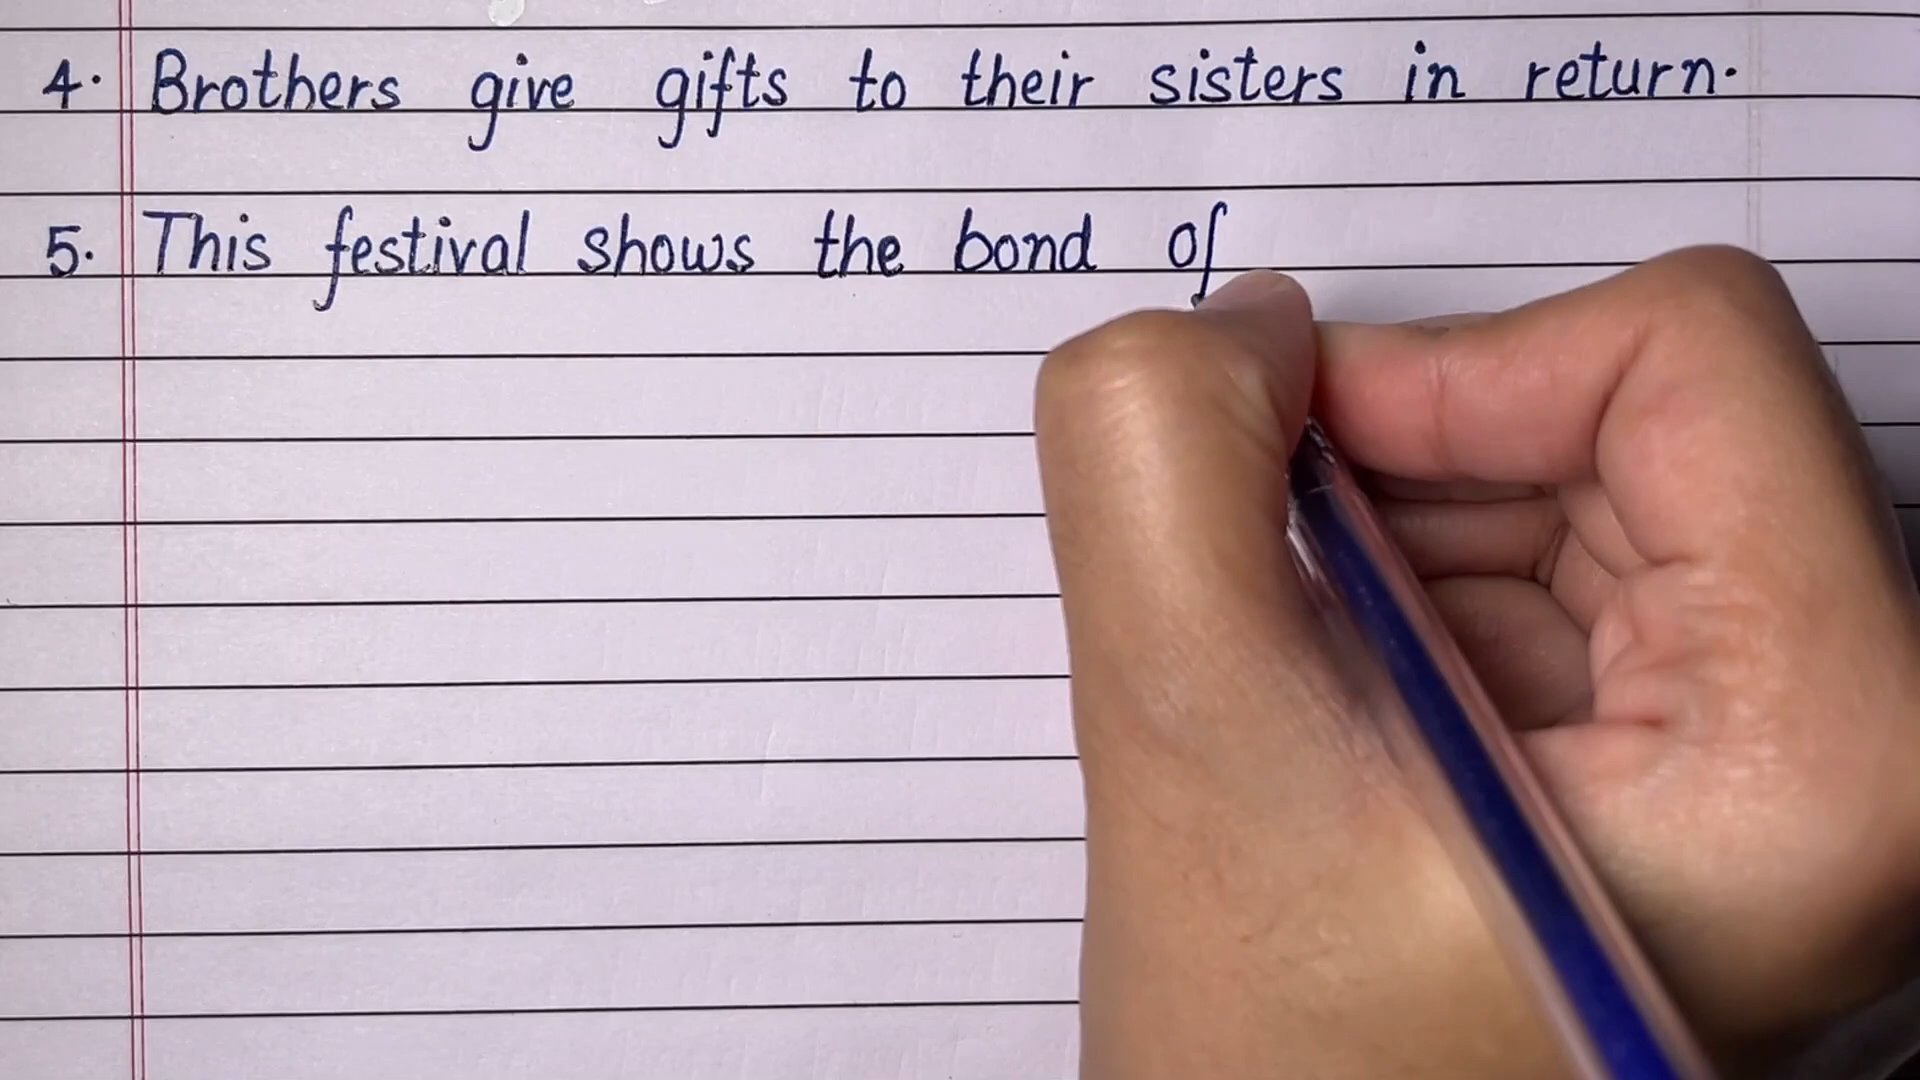 4. Brothers give gifts to their sisters in return.
5. This festival shows the bond of